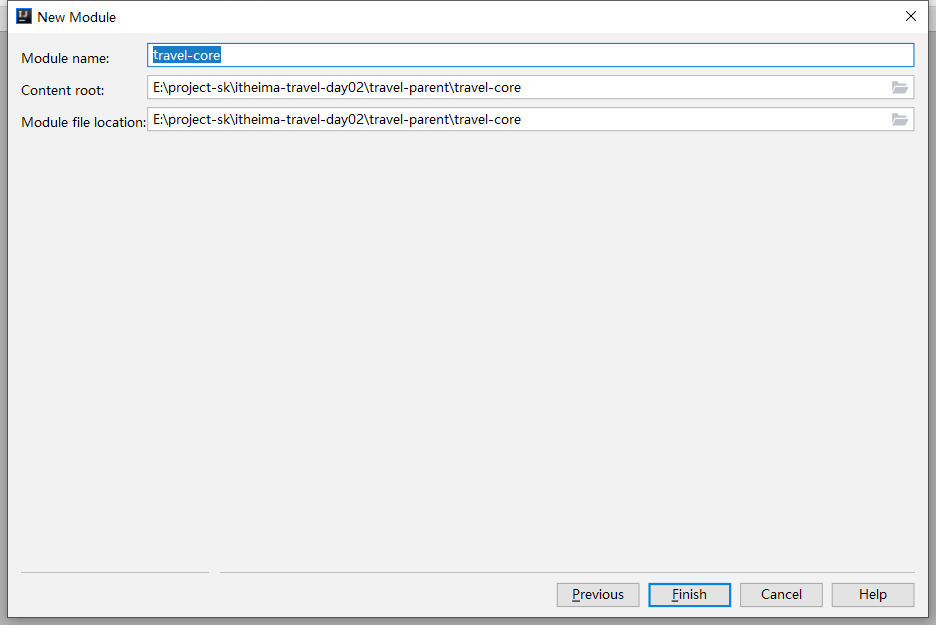 New Module
Module name: travel-core
Content root: E:\project-sk\itheima-travel-day02\travel-parent\travel-core
Module file location: E:\project-sk\itheima-travel-day02\travel-parent\travel-core
Previous Finish Cancel Help